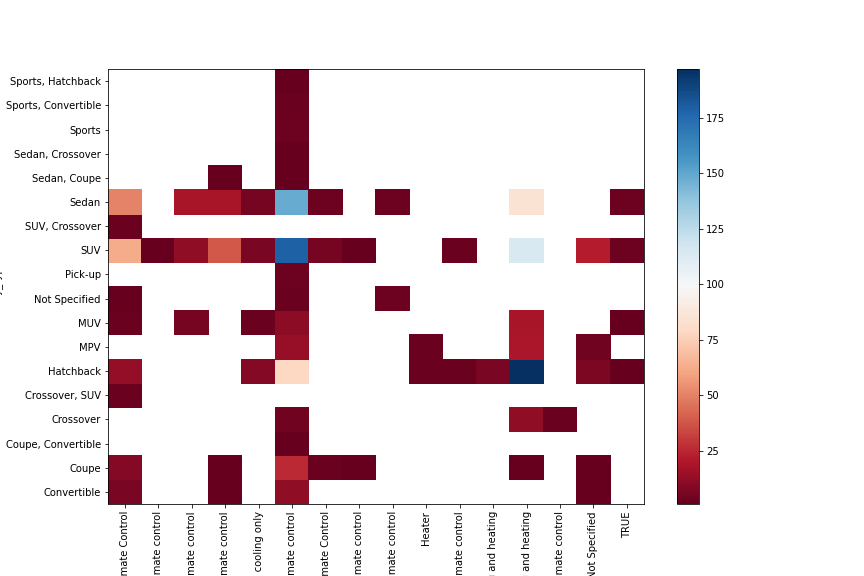 Sports, Hatchback
Sports, Convertible
Sports
Sedan, Crossover
Sedan, Coupe
Sedan
SUV, Crossover
SUV
Pick-up
Not Specified
MUV
MPV
Hatchback
Crossover, SUV
Crossover
Coupe, Convertible
Coupe
Convertible
mate Control
mate control
mate control
mate control
cooling only
mate control
mate Control
mate control
mate control
Heater
mate control
and heating
and heating
mate control
Not Specified
TRUE
175
150
125
100
75
50
25